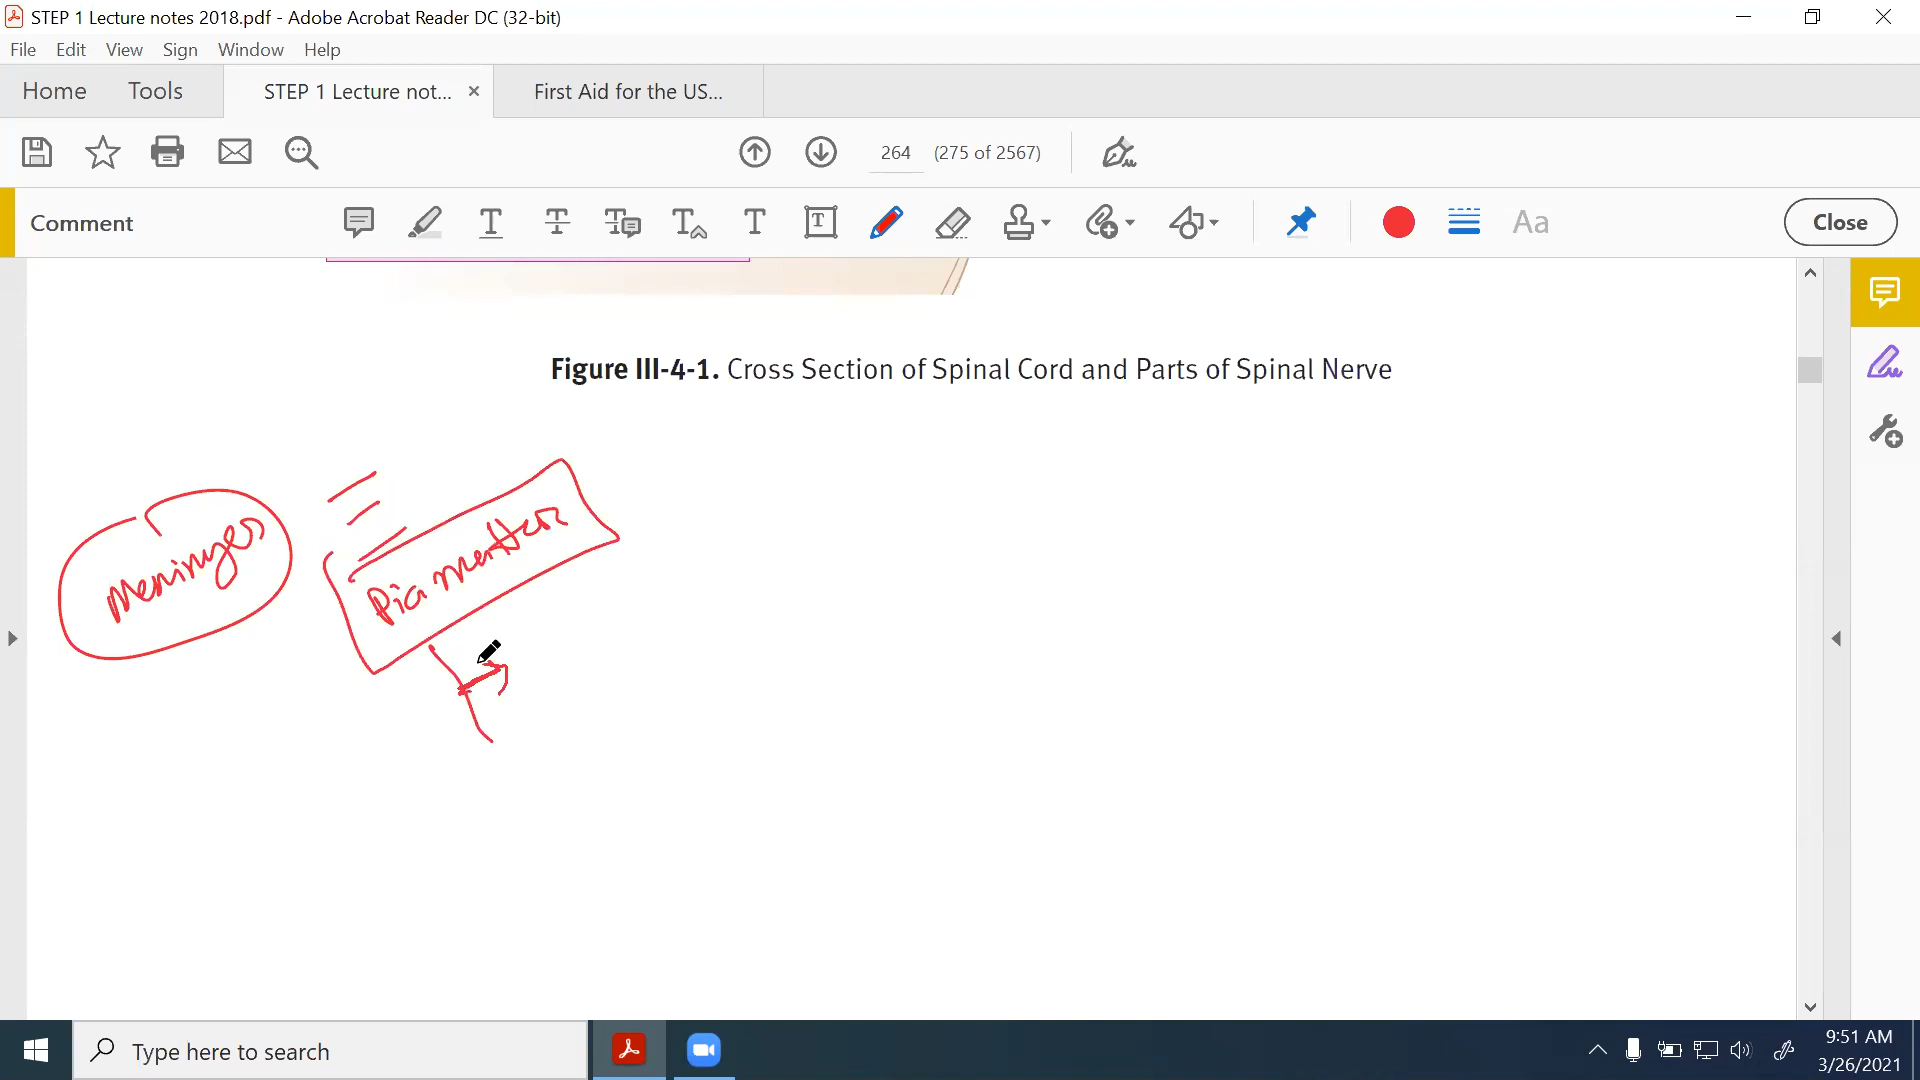 STEP 1 Lecture notes 2018.pdf - Adobe Acrobat Reader DC (32-bit)
File Edit View Sign Window Help
Home Tools STEP 1 Lecture not... × First Aid for the US...
264 (275 of 2567)
Comment T T T T T T Aa Close
Figure III-4-1. Cross Section of Spinal Cord and Parts of Spinal Nerve
Meninges
Pia matter
Type here to search
9:51 AM
3/26/2021